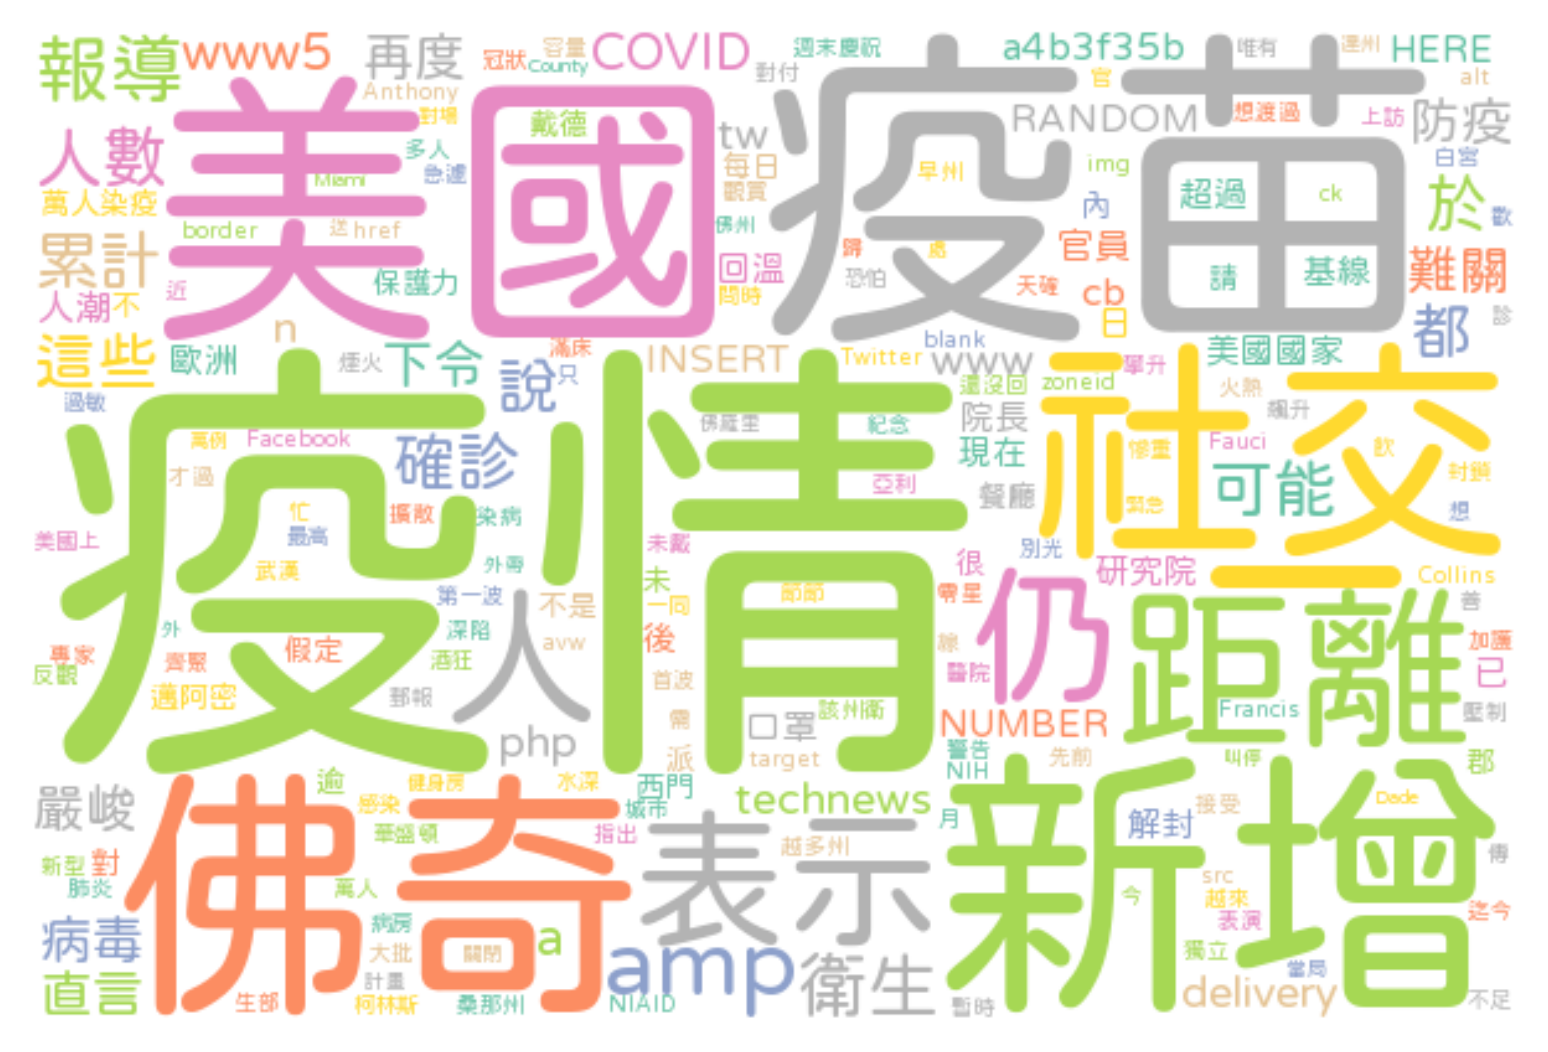 報導 www5 再度 冠狀 容量 COVID 週末慶祝 a4b3f35b 唯有 達州 HERE
County 對付 官 alt
Anthony 對場 戴德 RANDOM 想渡過 上訪 防疫
人數 美國 疫苗 tw 多人
Miami 急遽 每日 早州 img 超過 ck 白宮
萬人染疫 觀賞 內 於 歡
border 送 href 佛州 歸 處 官員
累計 保護力 回溫 恐怕 天確 cb 請 基線 難關
人潮 不 近 問時 日 都 診
n blank
這些 歐洲 煙火 下令 滿床 說 只 INSERT Twitter www 美國國家
還沒回 zoneid 攀升 火熱
過敏 佛羅里 紀念 院長 飆升
疫情 社交
萬例 Facebook 確診 現在 慘重 Fauci 可能 飲 封鎖
才過 亞利 餐廳 緊急 想
忙 擴散 染病
美國上 最高 未戴 別光
武漢 外帶 未 很 研究院 一 Collins
第一波 不是 一同 節節 零星 仍 距離 善
外 深陷 人 avw 後 線 加護
專家 齊聚 假定 酒狂 醫院 已
反觀 邁阿密 郵報 首波 需 口罩 該州衛 NUMBER Francis 壓制
php 派 target 警告 NIH 先前 叫停 郡
嚴峻 逾 健身房 水深 西門 technews 新增 Dade
佛奇 感染 城市 月 解封 接受
華盛頓 指出 表示 越多州 傳
新型 對 肺炎 萬人 src 今 越來 迄今
病毒 病房 表演
大批 關閉 a amp 衛生 獨立
直言 計畫 當局
生部 柯林斯 桑那州 NIAID 暫時 delivery 不足